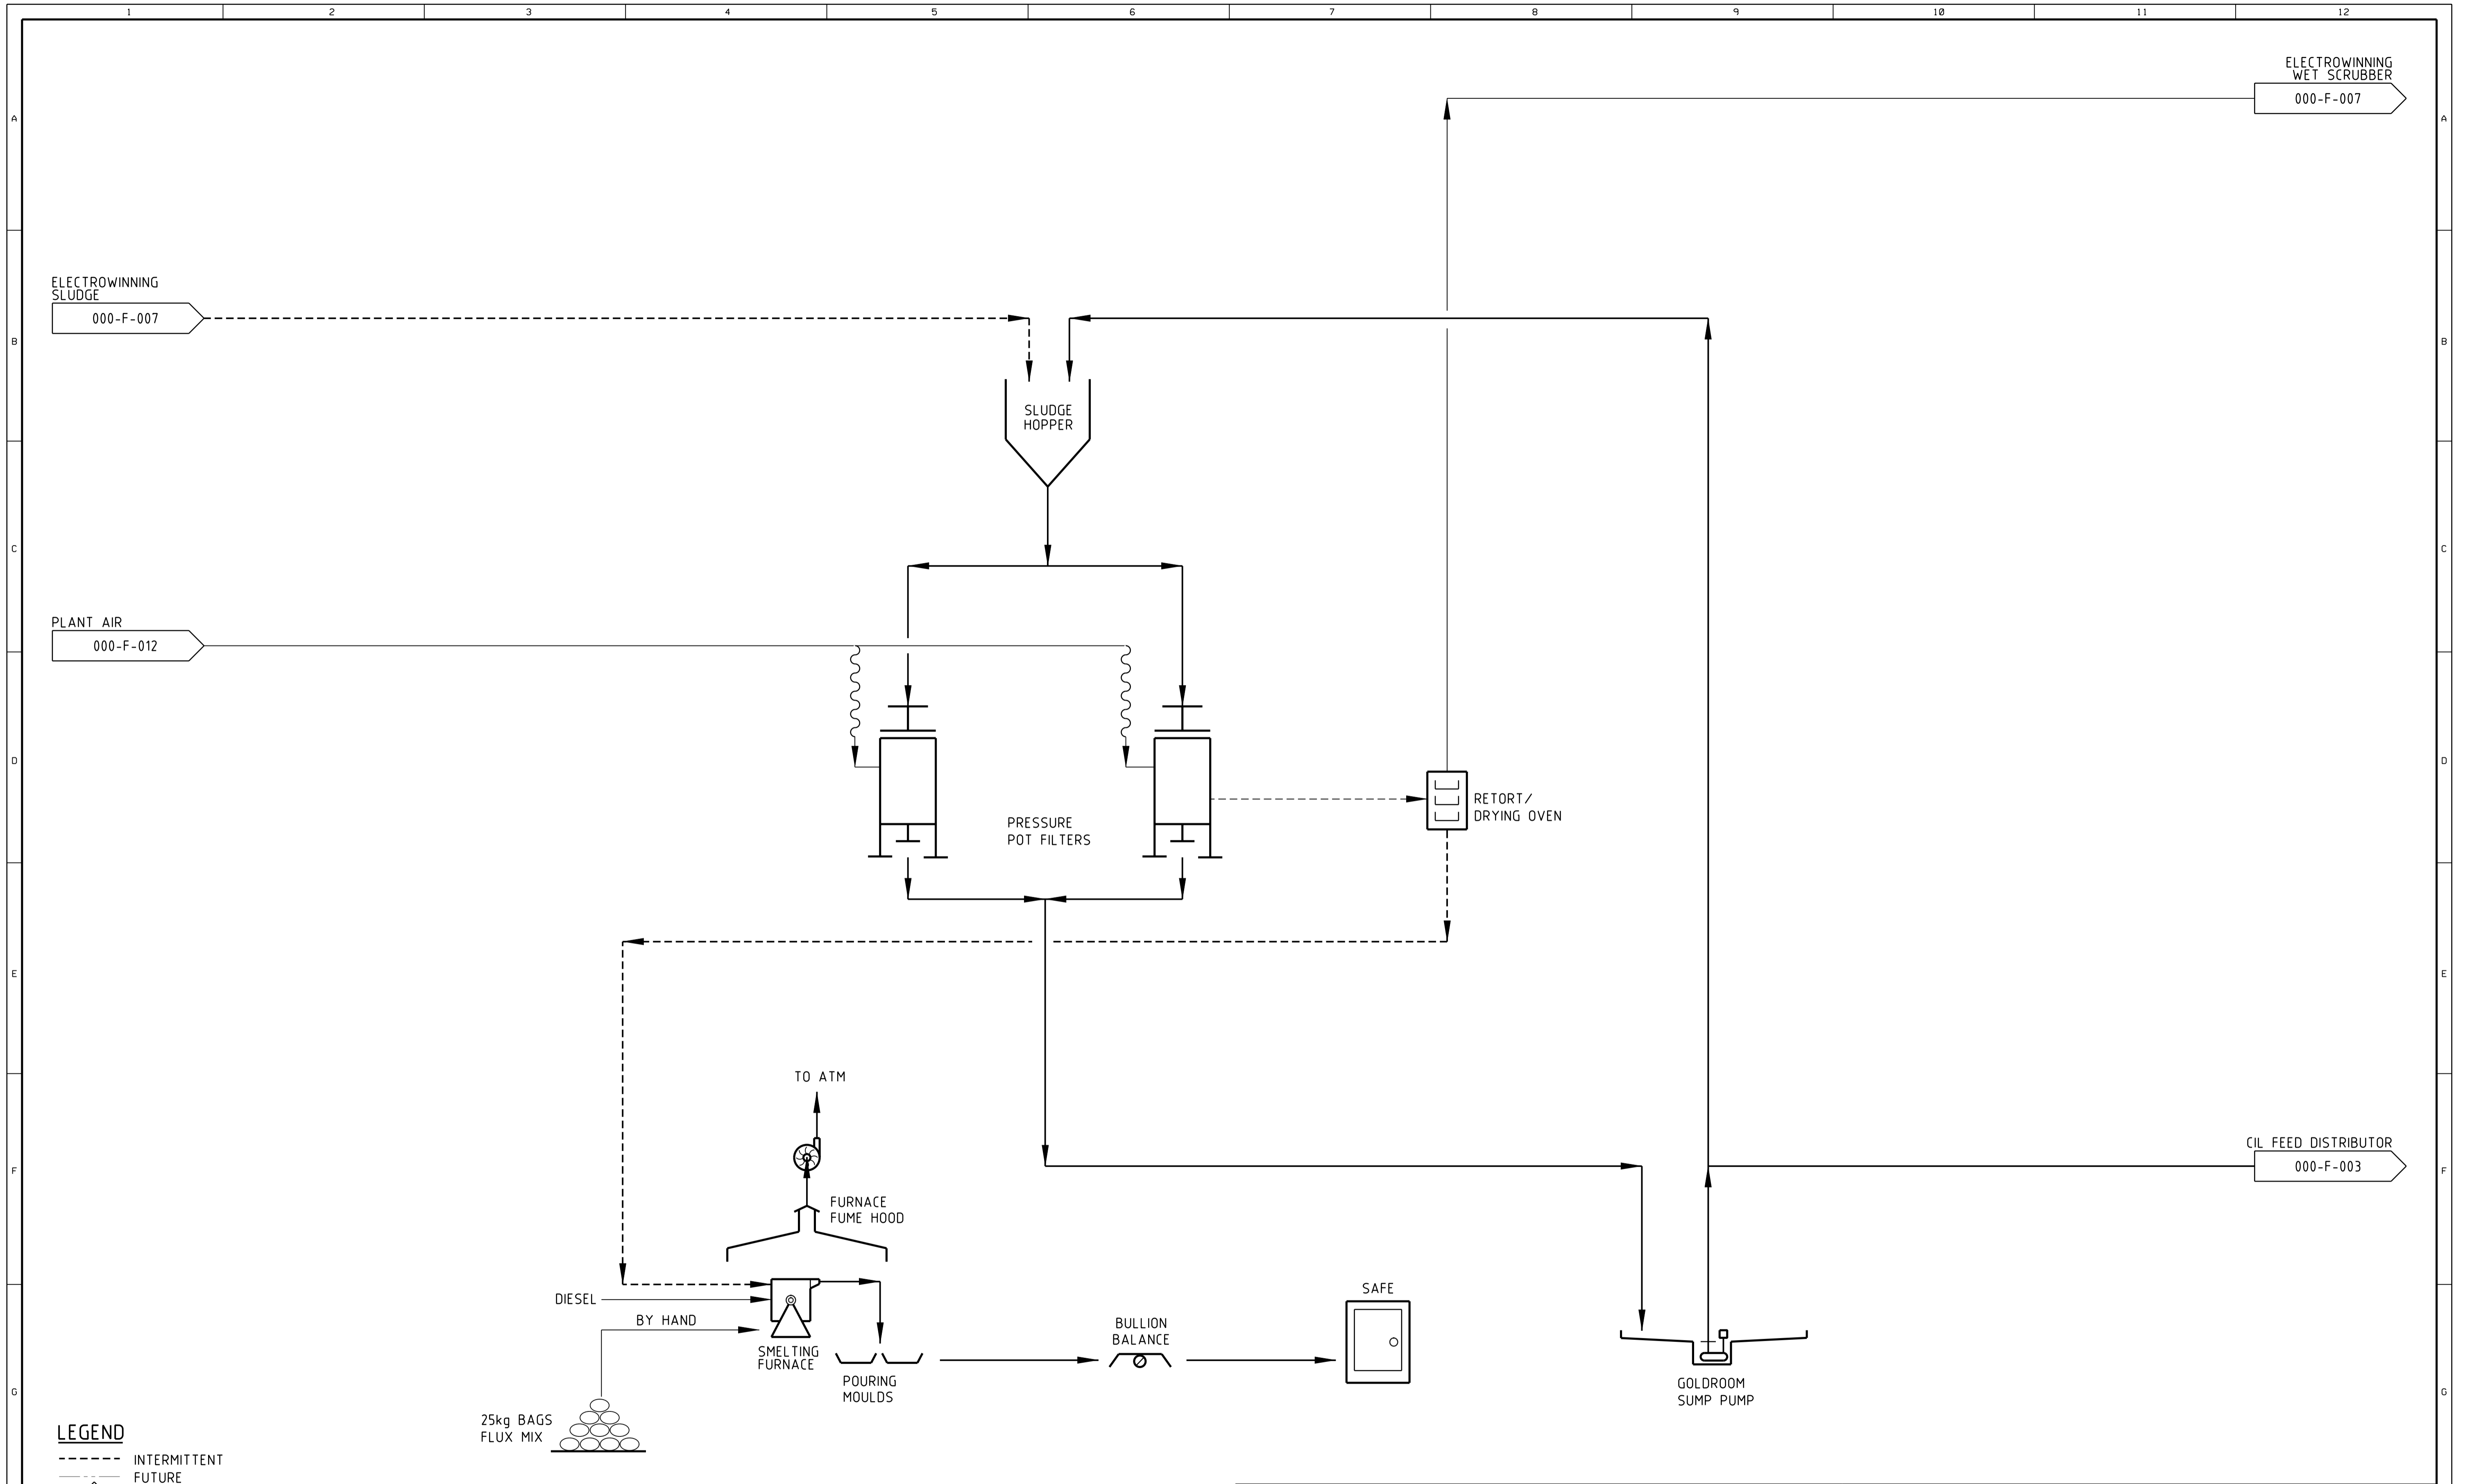 1 2 3 4 5 6 7 8 9 10 11 12
ELECTROWINNING
WET SCRUBBER
000-F-007
A A
ELECTROWINNING
SLUDGE
000-F-007
B B
SLUDGE
HOPPER
C C
PLANT AIR
000-F-012
D D
RETORT/
DRYING OVEN
PRESSURE
POT FILTERS
E E
TO ATM
CIL FEED DISTRIBUTOR
000-F-003
F F
FURNACE
FUME HOOD
DIESEL
BY HAND
SMELTING
FURNACE
POURING
MOULDS
BULLION
BALANCE
SAFE
GOLDROOM
SUMP PUMP
G G
25kg BAGS
FLUX MIX
LEGEND
INTERMITTENT
FUTURE